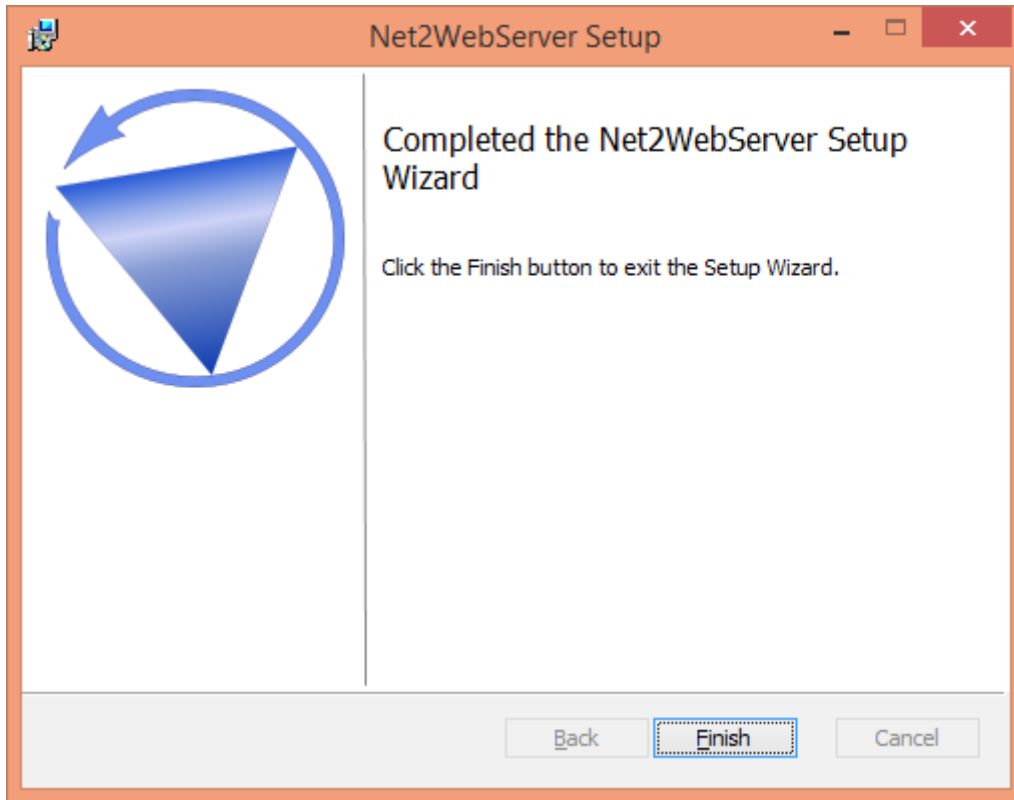 Net2WebServer Setup
Completed the Net2WebServer Setup
Wizard
Click the Finish button to exit the Setup Wizard.
Back
Finish
Cancel